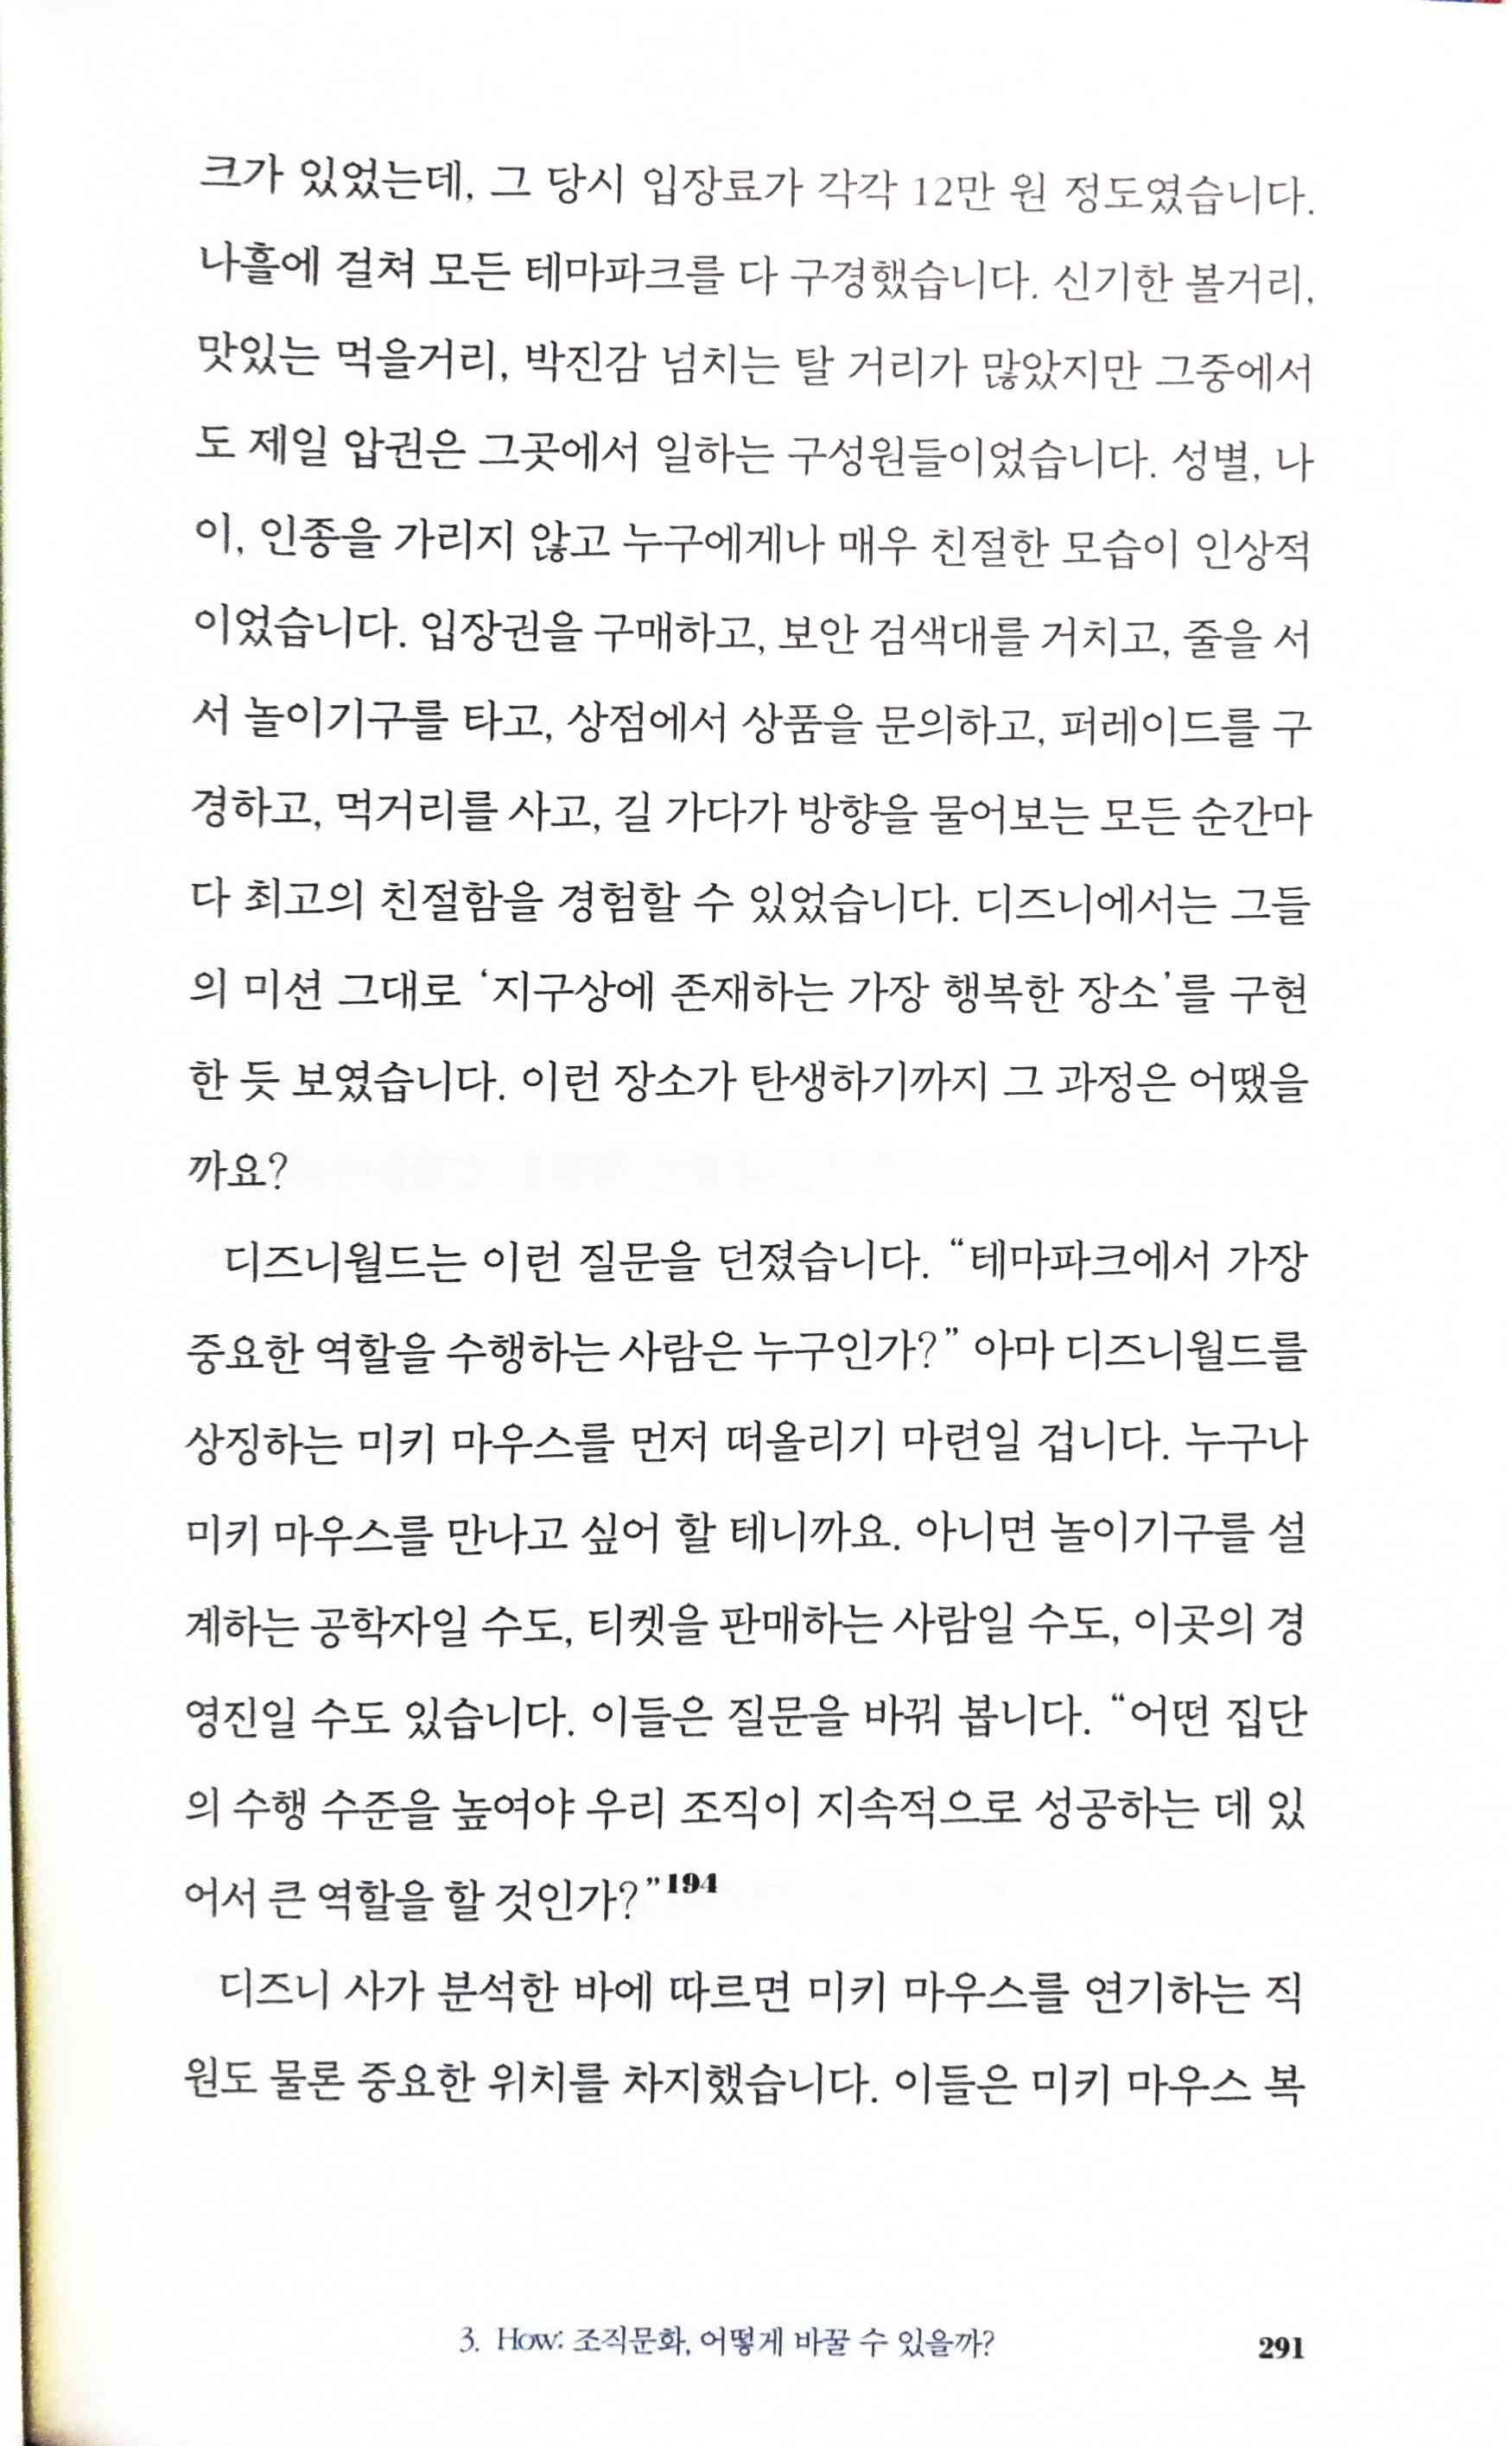 크가 있었는데, 그 당시 입장료가 각각 12만 원 정도였습니다.
나흘에 걸쳐 모든 테마파크를 다 구경했습니다. 신기한 볼거리,
맛있는 먹을거리, 박진감 넘치는 탈 거리가 많았지만 그중에서
도 제일 압권은 그곳에서 일하는 구성원들이었습니다. 성별, 나
이, 인종을 가리지 않고 누구에게나 매우 친절한 모습이 인상적
이었습니다. 입장권을 구매하고, 보안 검색대를 거치고, 줄을 서
서 놀이기구를 타고, 상점에서 상품을 문의하고, 퍼레이드를 구
경하고, 먹거리를 사고, 길 가다가 방향을 물어보는 모든 순간마
다 최고의 친절함을 경험할 수 있었습니다. 디즈니에서는 그들
의 미션 그대로 ‘지구상에 존재하는 가장 행복한 장소’를 구현
한 듯 보였습니다. 이런 장소가 탄생하기까지 그 과정은 어땠을
까요?
디즈니월드는 이런 질문을 던졌습니다. “테마파크에서 가장
중요한 역할을 수행하는 사람은 누구인가?” 아마 디즈니월드를
상징하는 미키 마우스를 먼저 떠올리기 마련일 겁니다. 누구나
미키 마우스를 만나고 싶어 할 테니까요. 아니면 놀이기구를 설
계하는 공학자일 수도, 티켓을 판매하는 사람일 수도, 이곳의 경
영진일 수도 있습니다. 이들은 질문을 바꿔 봅니다. “어떤 집단
의 수행 수준을 높여야 우리 조직이 지속적으로 성공하는 데 있
어서 큰 역할을 할 것인가?”194
디즈니 사가 분석한 바에 따르면 미키 마우스를 연기하는 직
원도 물론 중요한 위치를 차지했습니다. 이들은 미키 마우스 복
3. How: 조직문화, 어떻게 바꿀 수 있을까?
291